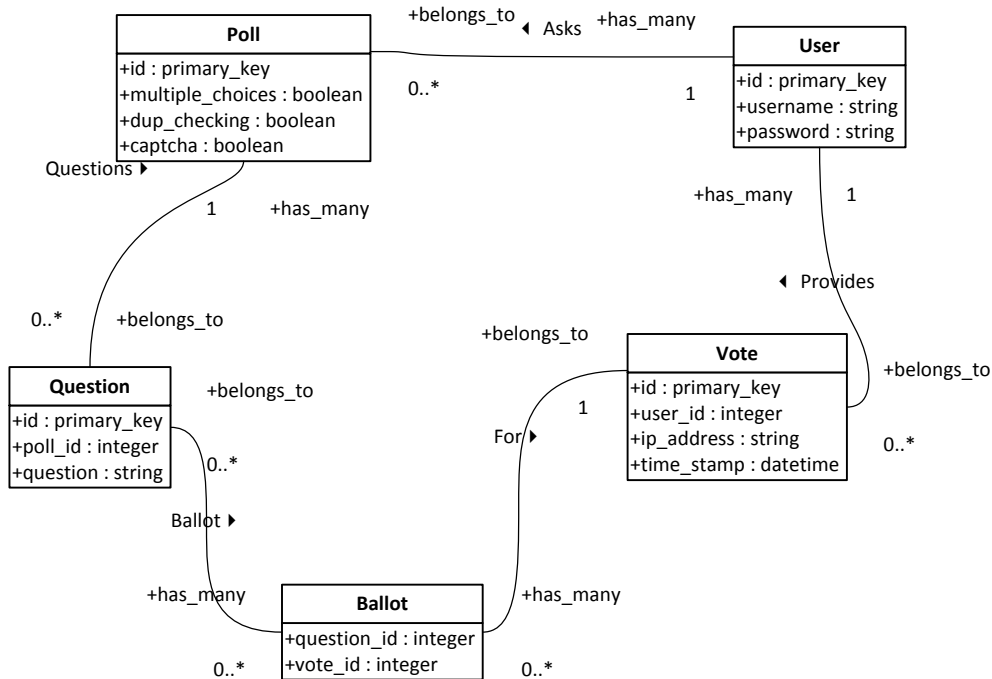 +belongs_to
Asks
+has_many
Poll
+id : primary_key
+multiple_choices : boolean
+dup_checking : boolean
+captcha : boolean
0..*
1
User
+id : primary_key
+username : string
+password : string
Questions
1
+has_many
+has_many
1
Provides
0..*
+belongs_to
+belongs_to
Question
+id : primary_key
+poll_id : integer
+question : string
+belongs_to
0..*
Vote
+id : primary_key
+user_id : integer
+ip_address : string
+time_stamp : datetime
+belongs_to
0..*
1
For
Ballot
+has_many
0..*
Ballot
+question_id : integer
+vote_id : integer
+has_many
0..*